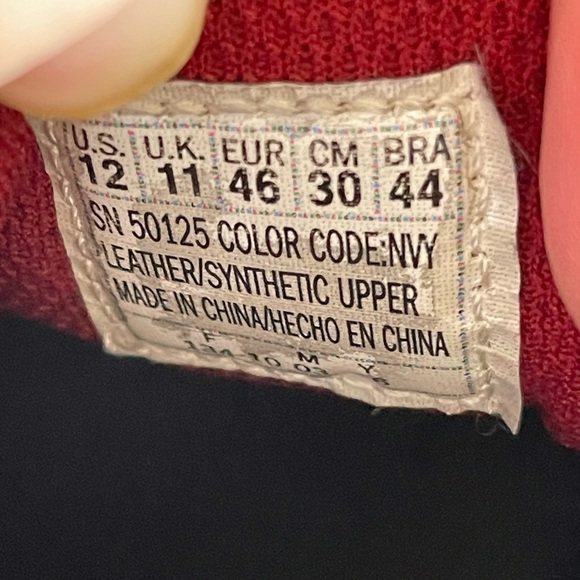 U.S. U.K. EUR CM BRA
12 11 46 30 44
SN 50125 COLOR CODE:NVY
LEATHER/SYNTHETIC UPPER
MADE IN CHINA/HECHO EN CHINA
F M Y